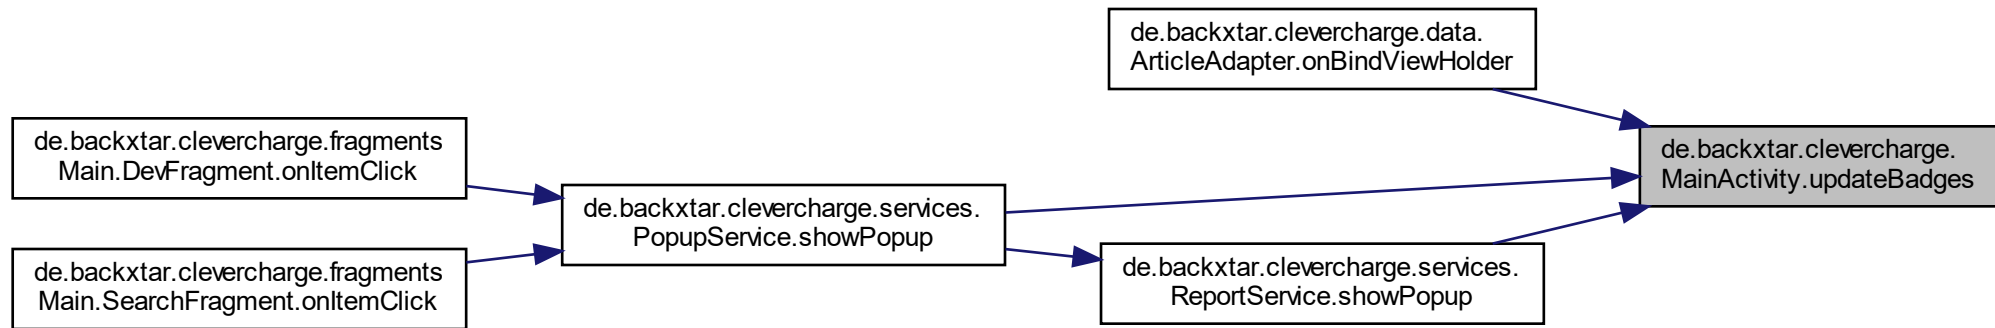 de.backxtar.clevercharge.data.
ArticleAdapter.onBindViewHolder
de.backxtar.clevercharge.fragments
Main.DevFragment.onItemClick
de.backxtar.clevercharge.
MainActivity.updateBadges
de.backxtar.clevercharge.services.
PopupService.showPopup
de.backxtar.clevercharge.fragments
Main.SearchFragment.onItemClick
de.backxtar.clevercharge.services.
ReportService.showPopup